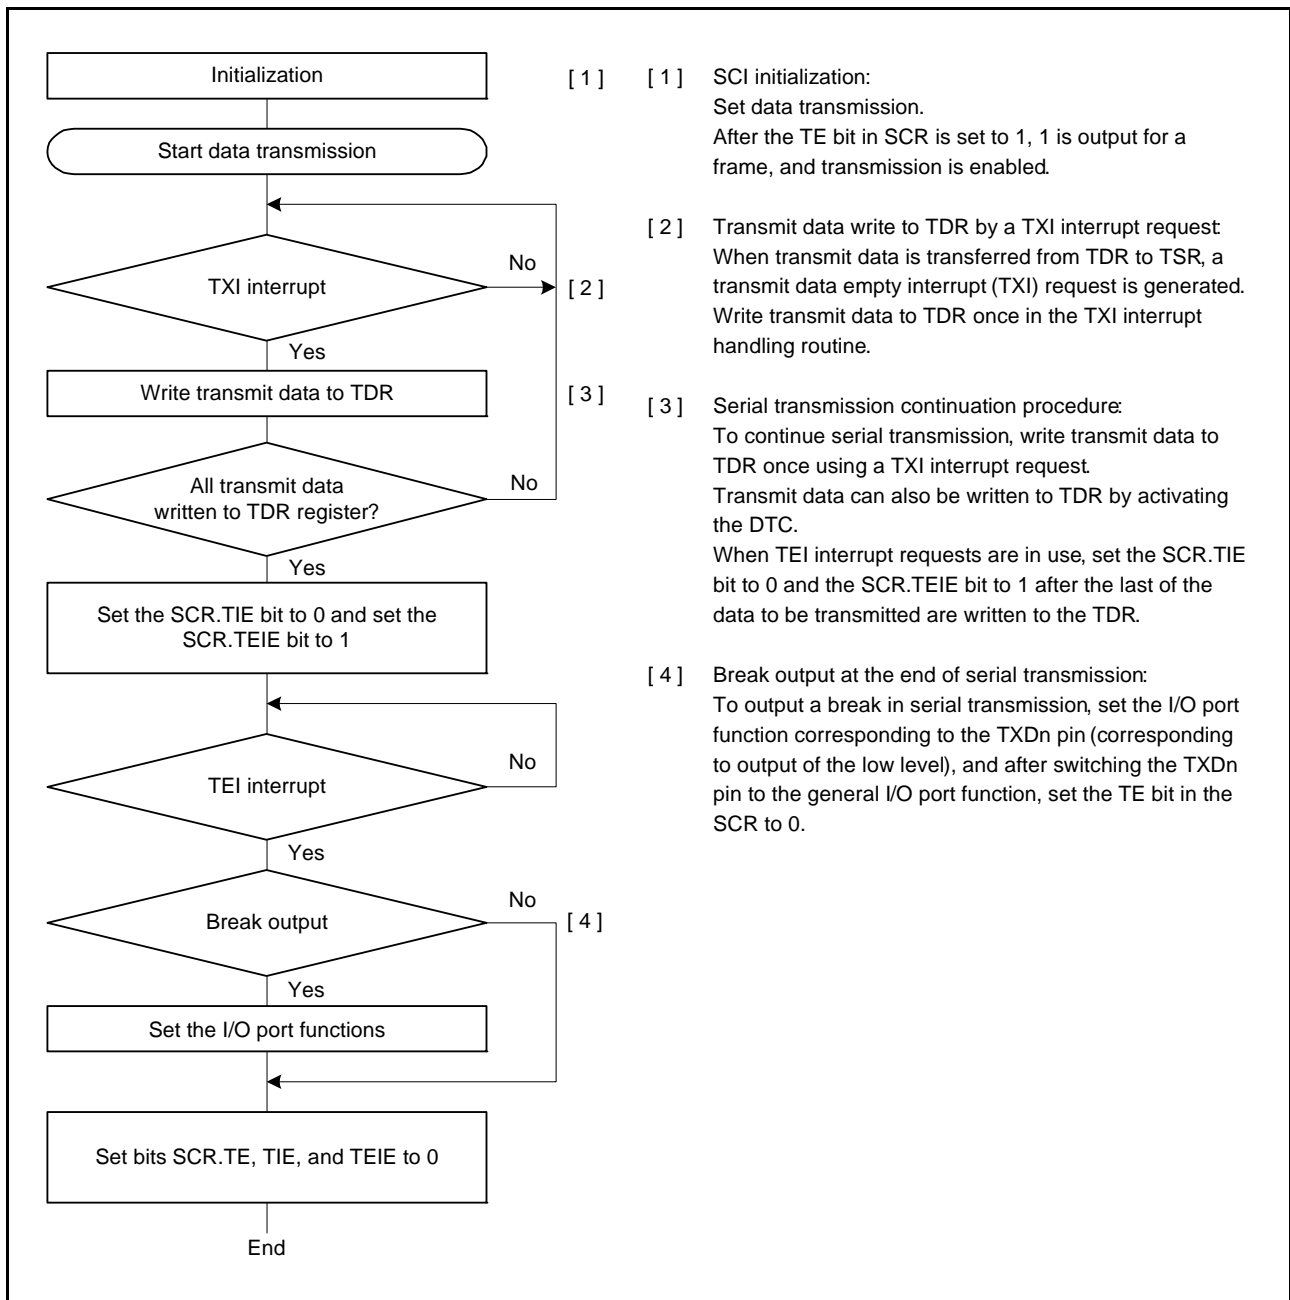 Initialization
[ 1 ]
Start data transmission
TXI interrupt
No
[ 2 ]
Yes
Write transmit data to TDR
[ 3 ]
All transmit data
written to TDR register?
No
Yes
Set the SCR.TIE bit to 0 and set the
SCR.TEIE bit to 1
TEI interrupt
No
Yes
Break output
No
[ 4 ]
Yes
Set the I/O port functions
Set bits SCR.TE, TIE, and TEIE to 0
End
[ 1 ] SCI initialization:
Set data transmission.
After the TE bit in SCR is set to 1, 1 is output for a
frame, and transmission is enabled.
[ 2 ] Transmit data write to TDR by a TXI interrupt request:
When transmit data is transferred from TDR to TSR, a
transmit data empty interrupt (TXI) request is generated.
Write transmit data to TDR once in the TXI interrupt
handling routine.
[ 3 ] Serial transmission continuation procedure:
To continue serial transmission, write transmit data to
TDR once using a TXI interrupt request.
Transmit data can also be written to TDR by activating
the DTC.
When TEI interrupt requests are in use, set the SCR.TIE
bit to 0 and the SCR.TEIE bit to 1 after the last of the
data to be transmitted are written to the TDR.
[ 4 ] Break output at the end of serial transmission:
To output a break in serial transmission, set the I/O port
function corresponding to the TXDn pin (corresponding
to output of the low level), and after switching the TXDn
pin to the general I/O port function, set the TE bit in the
SCR to 0.